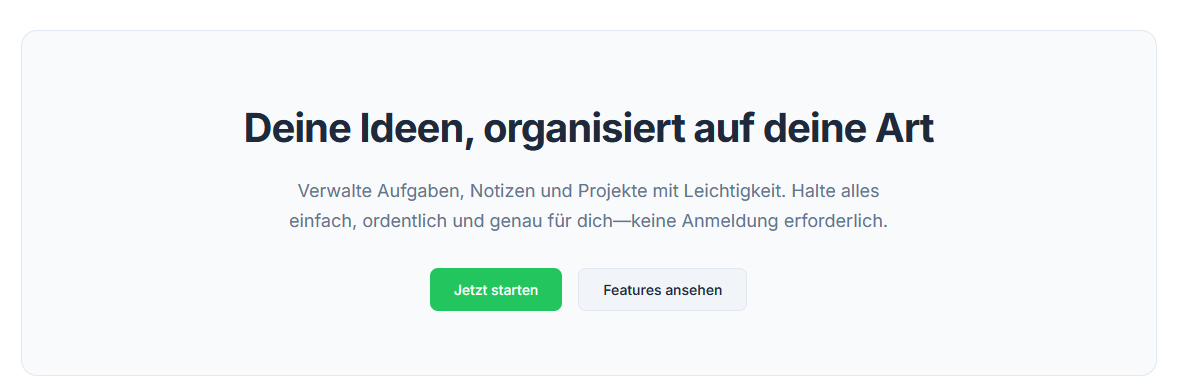 Deine Ideen, organisiert auf deine Art
Verwalte Aufgaben, Notizen und Projekte mit Leichtigkeit. Halte alles
einfach, ordentlich und genau für dich—keine Anmeldung erforderlich.
Jetzt starten
Features ansehen